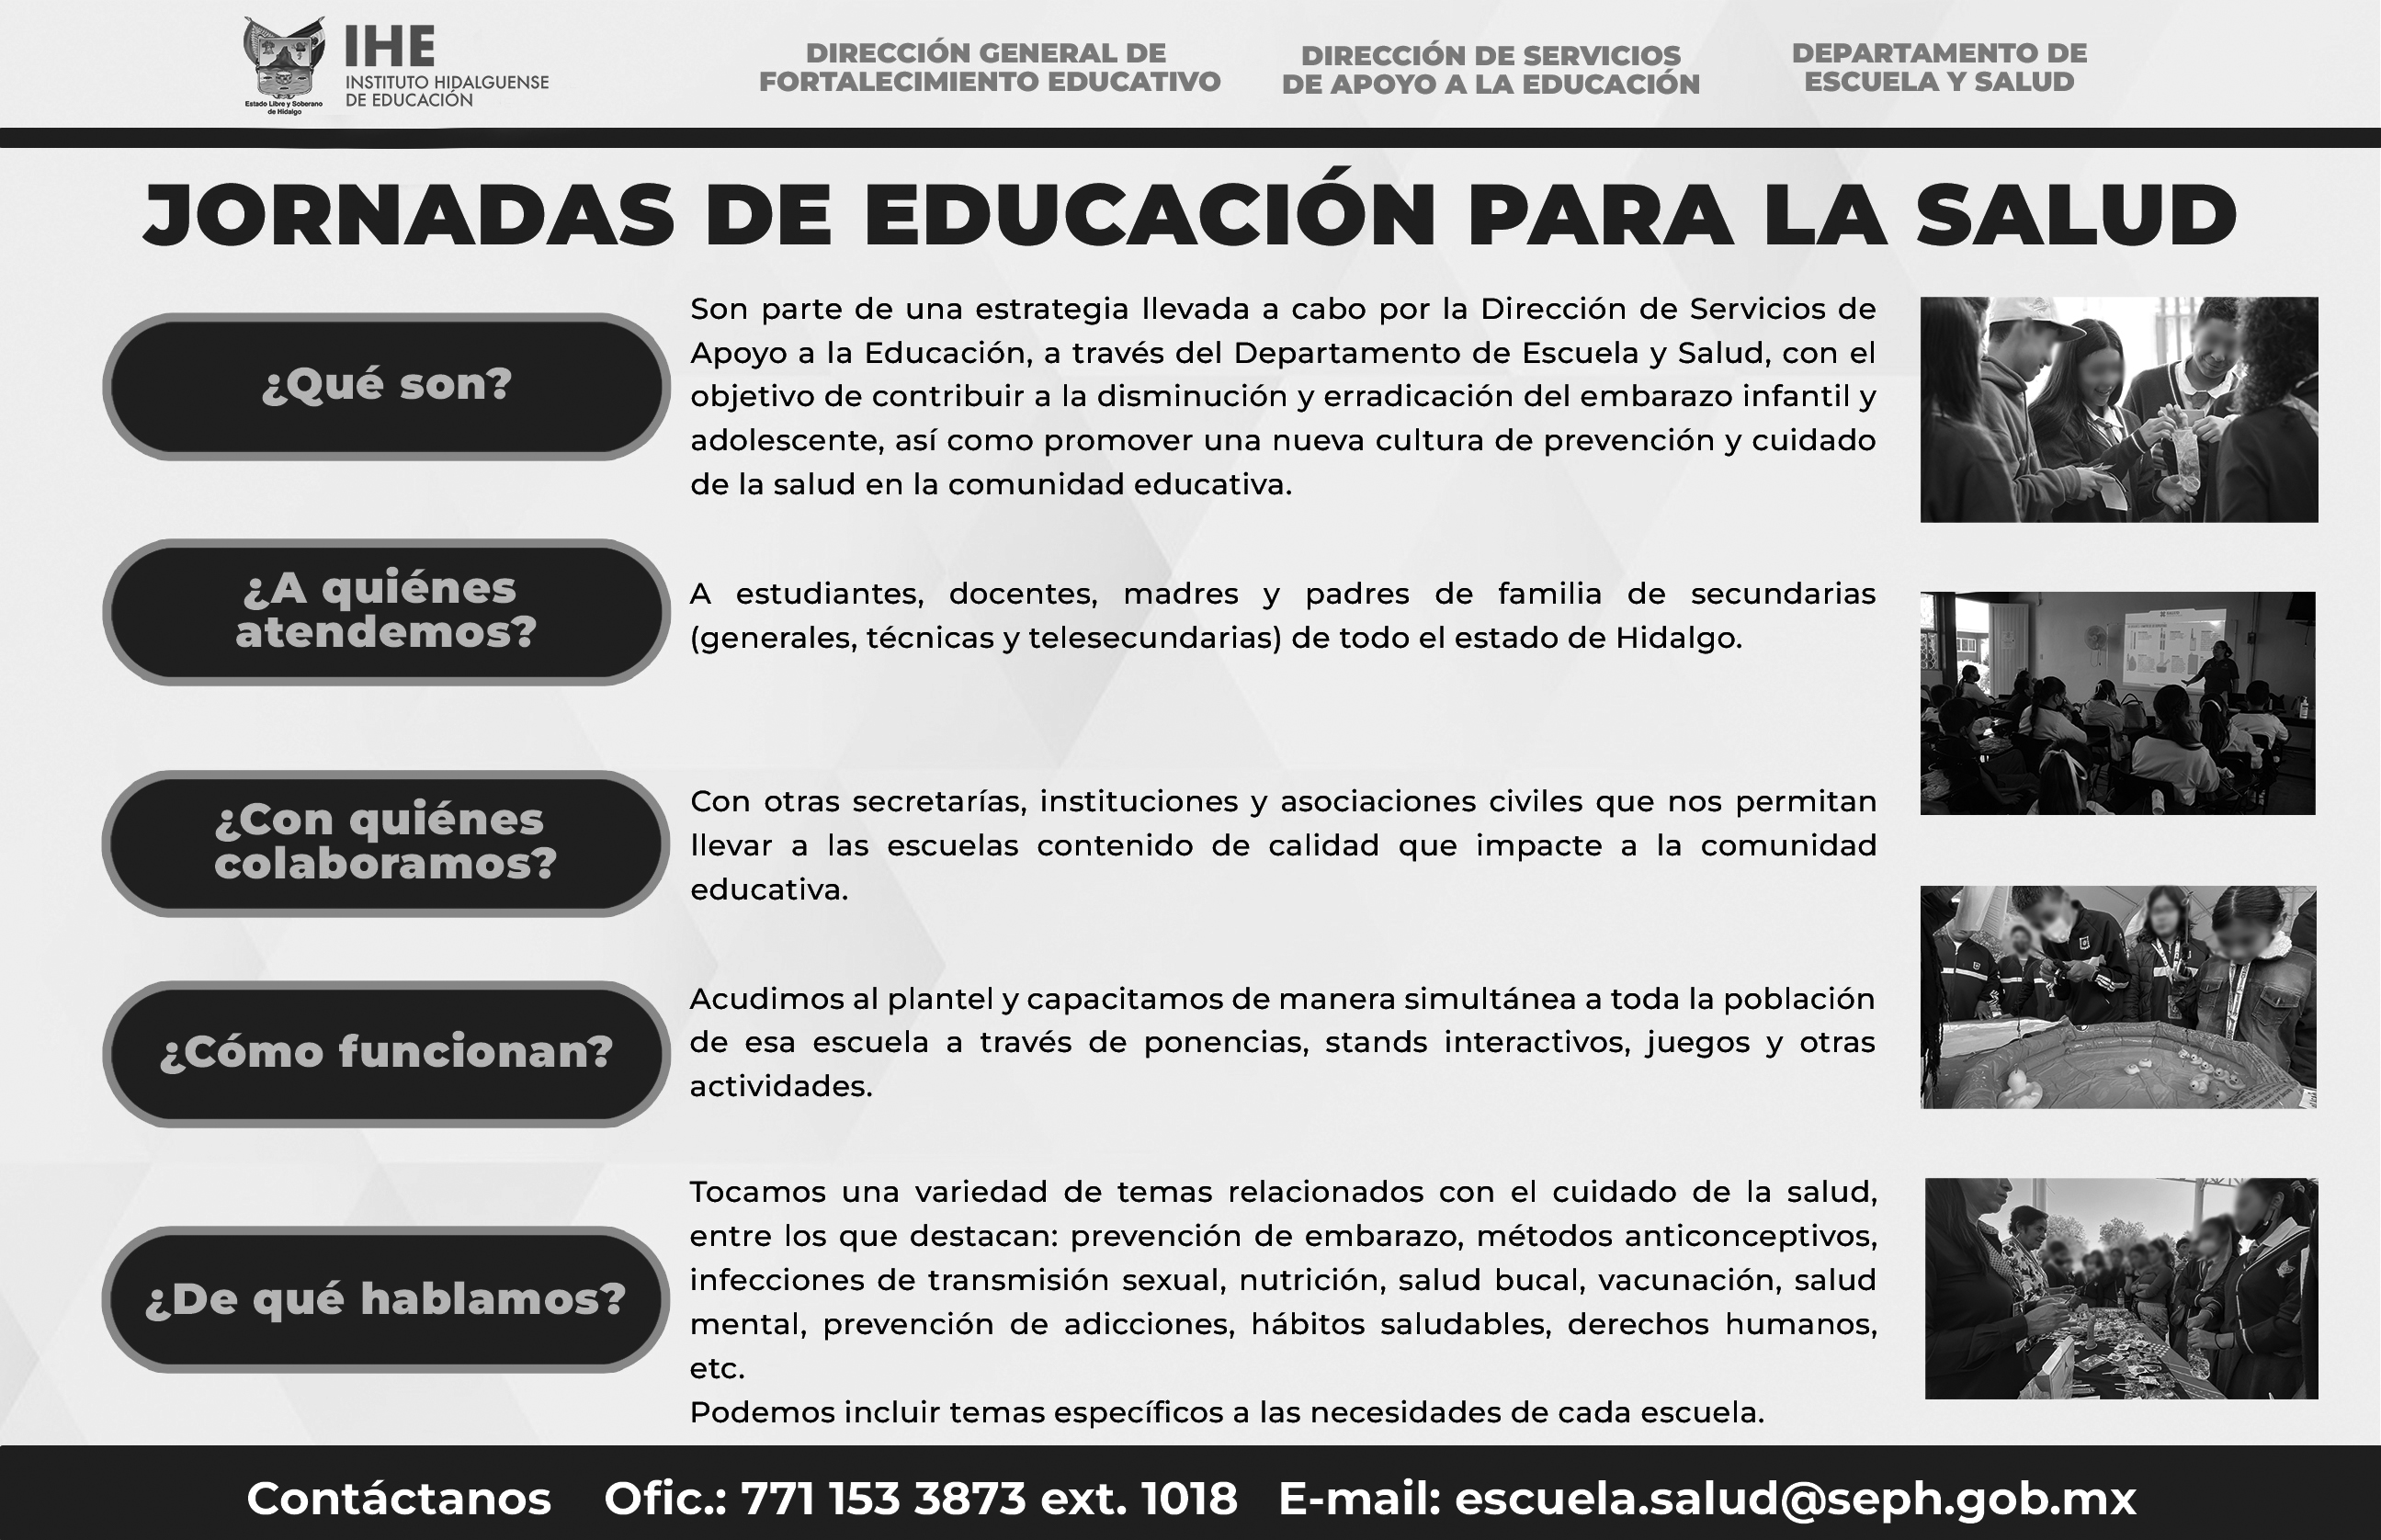 Estado Libre y Soberano
de Hidalgo
IHE
INSTITUTO HIDALGUENSE
DE EDUCACIÓN
DIRECCIÓN GENERAL DE
FORTALECIMIENTO EDUCATIVO
DIRECCIÓN DE SERVICIOS
DE APOYO A LA EDUCACIÓN
DEPARTAMENTO DE
ESCUELA Y SALUD
JORNADAS DE EDUCACIÓN PARA LA SALUD
¿Qué son?
Son parte de una estrategia llevada a cabo por la Dirección de Servicios de
Apoyo a la Educación, a través del Departamento de Escuela y Salud, con el
objetivo de contribuir a la disminución y erradicación del embarazo infantil y
adolescente, así como promover una nueva cultura de prevención y cuidado
de la salud en la comunidad educativa.
¿A quiénes
atendemos?
A estudiantes, docentes, madres y padres de familia de secundarias
(generales, técnicas y telesecundarias) de todo el estado de Hidalgo.
¿Con quiénes
colaboramos?
Con otras secretarías, instituciones y asociaciones civiles que nos permitan
llevar a las escuelas contenido de calidad que impacte a la comunidad
educativa.
¿Cómo funcionan?
Acudimos al plantel y capacitamos de manera simultánea a toda la población
de esa escuela a través de ponencias, stands interactivos, juegos y otras
actividades.
¿De qué hablamos?
Tocamos una variedad de temas relacionados con el cuidado de la salud,
entre los que destacan: prevención de embarazo, métodos anticonceptivos,
infecciones de transmisión sexual, nutrición, salud bucal, vacunación, salud
mental, prevención de adicciones, hábitos saludables, derechos humanos,
etc.
Podemos incluir temas específicos a las necesidades de cada escuela.
Contáctanos Ofic.: 771 153 3873 ext. 1018 E-mail: escuela.salud@seph.gob.mx